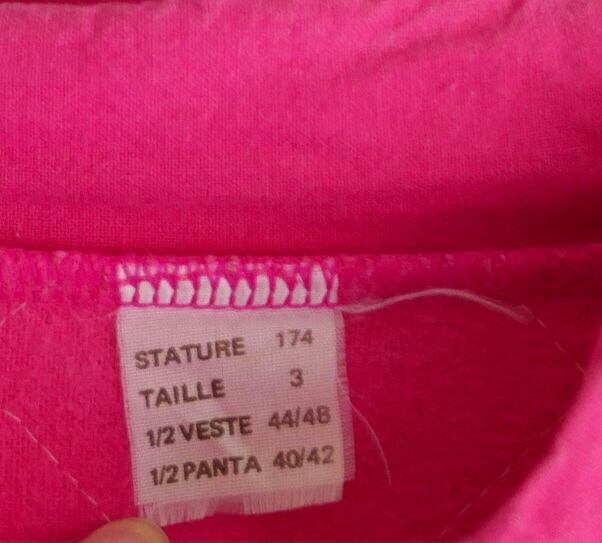 STATURE 174
TAILLE 3
1/2 VESTE 44/48
1/2 PANTA 40/42